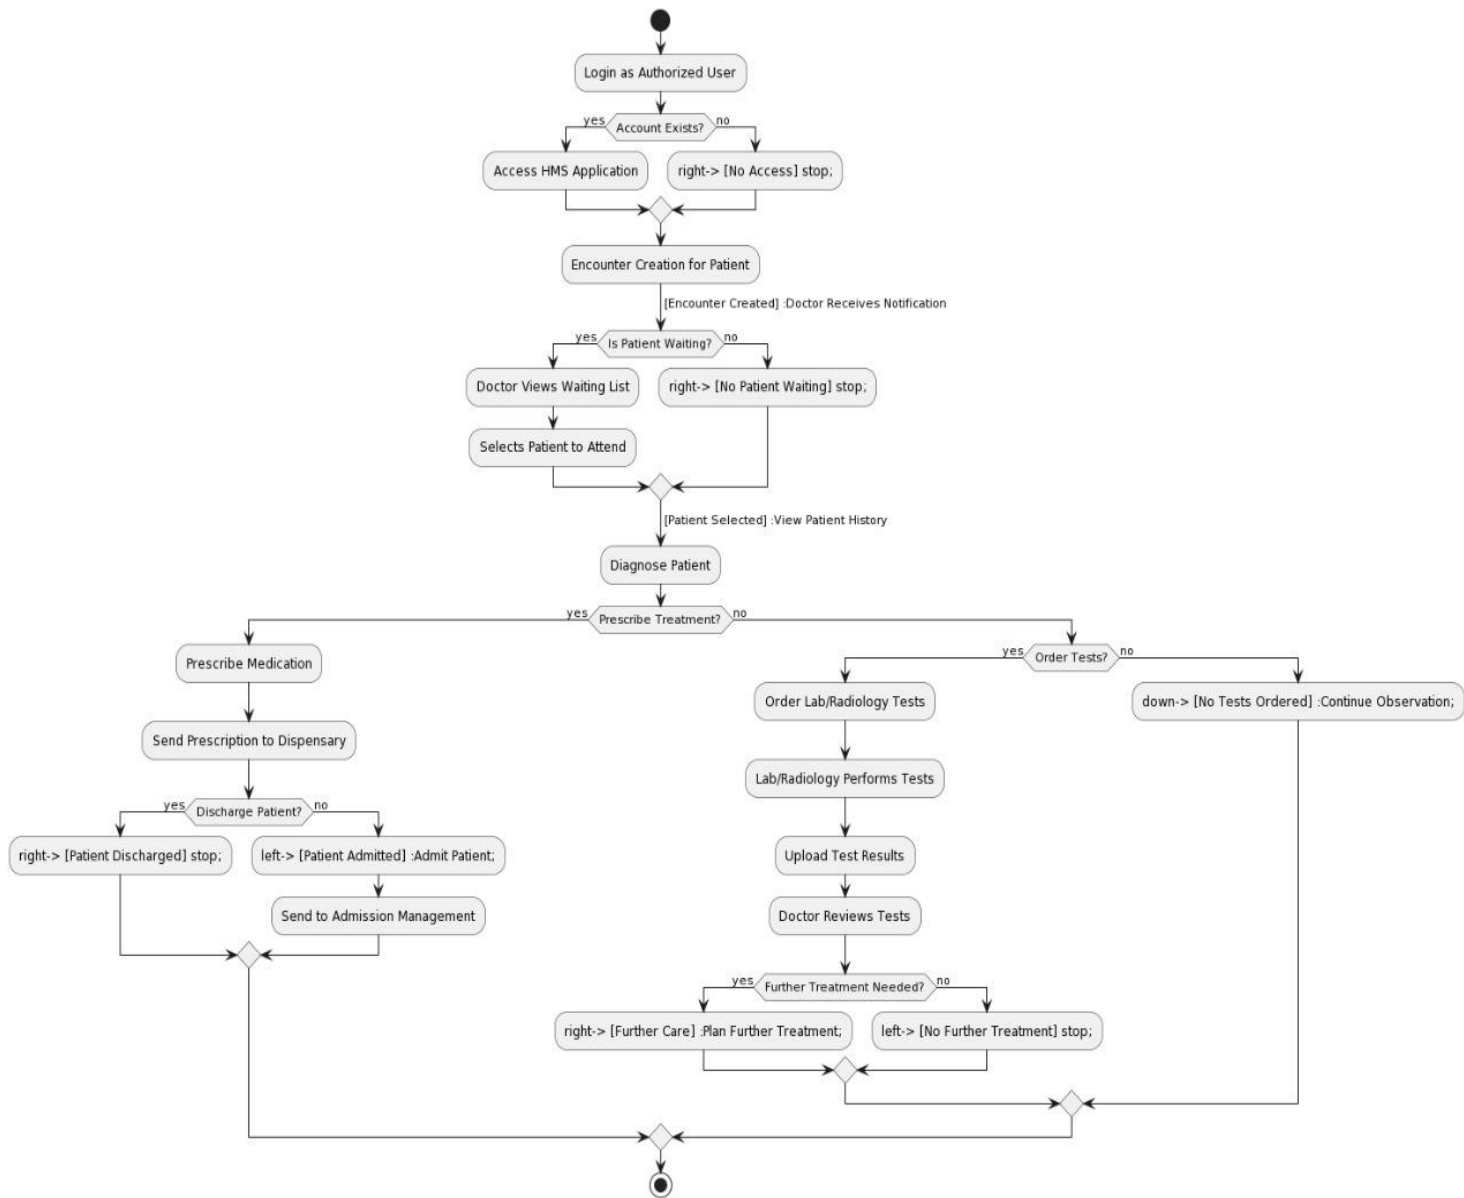 Login as Authorized User
yes
Account Exists?
no
Access HMS Application
right-> [No Access] stop;
Encounter Creation for Patient
[Encounter Created] :Doctor Receives Notification
yes
Is Patient Waiting?
no
Doctor Views Waiting List
right-> [No Patient Waiting] stop;
Selects Patient to Attend
[Patient Selected] :View Patient History
Diagnose Patient
yes
Prescribe Treatment?
no
Prescribe Medication
Send Prescription to Dispensary
yes
Discharge Patient?
no
right-> [Patient Discharged] stop;
left-> [Patient Admitted] :Admit Patient;
Send to Admission Management
yes
Order Tests?
no
Order Lab/Radiology Tests
down-> [No Tests Ordered] :Continue Observation;
Lab/Radiology Performs Tests
Upload Test Results
Doctor Reviews Tests
yes
Further Treatment Needed?
no
right-> [Further Care] :Plan Further Treatment;
left-> [No Further Treatment] stop;